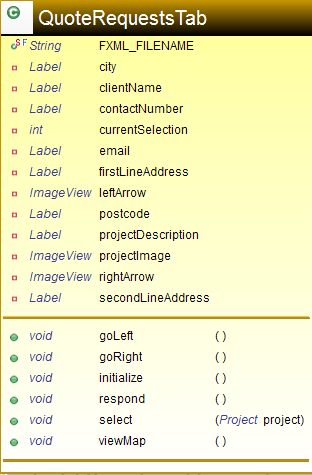 C QuoteRequestsTab
S F String FXML_FILENAME
Label city
Label clientName
Label contactNumber
int currentSelection
Label email
Label firstLineAddress
ImageView leftArrow
Label postcode
Label projectDescription
ImageView projectImage
ImageView rightArrow
Label secondLineAddress
void goLeft ( )
void goRight ( )
void initialize ( )
void respond ( )
void select (Project project)
void viewMap ( )